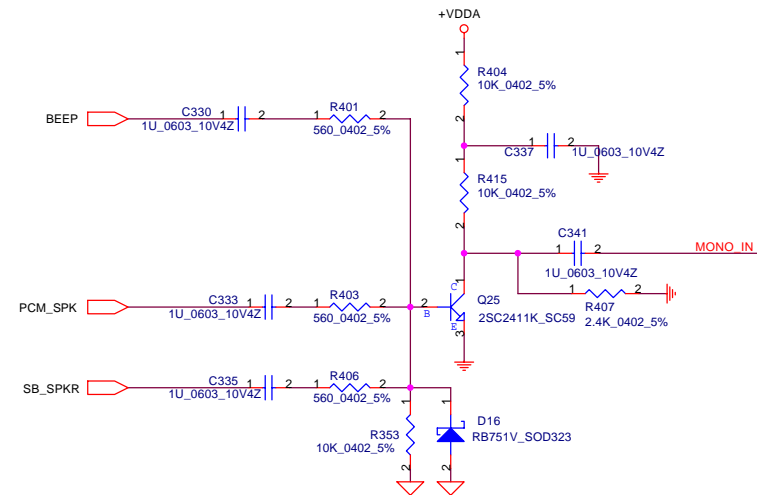 +VDDA
1
R404
10K_0402_5%
2
BEEP
C330
1 2
1U_0603_10V4Z
R401
1 2
560_0402_5%
C337
1 2
1U_0603_10V4Z
1
R415
10K_0402_5%
2
C341
1 2
1U_0603_10V4Z
MONO_IN
1 2
R407
2.4K_0402_5%
PCM_SPK
C333
1 2
1U_0603_10V4Z
R403
1 2
560_0402_5%
2
B
C
1
E
3
Q25
2SC2411K_SC59
SB_SPKR
C335
1 2
1U_0603_10V4Z
R406
1 2
560_0402_5%
1
R353
10K_0402_5%
2
1
D16
RB751V_SOD323
2